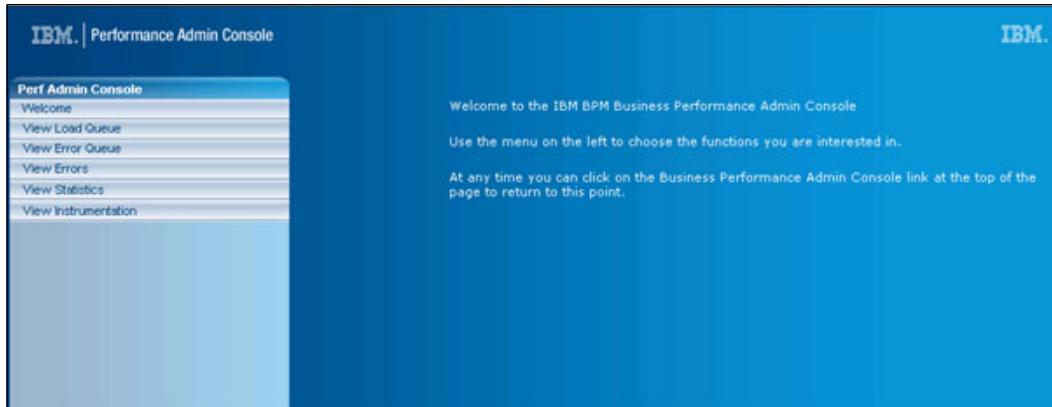 IBM. Performance Admin Console
IBM.
Perf Admin Console
Welcome
View Load Queue
View Error Queue
View Errors
View Statistics
View Instrumentation
Welcome to the IBM BPM Business Performance Admin Console
Use the menu on the left to choose the functions you are interested in.
At any time you can click on the Business Performance Admin Console link at the top of the
page to return to this point.